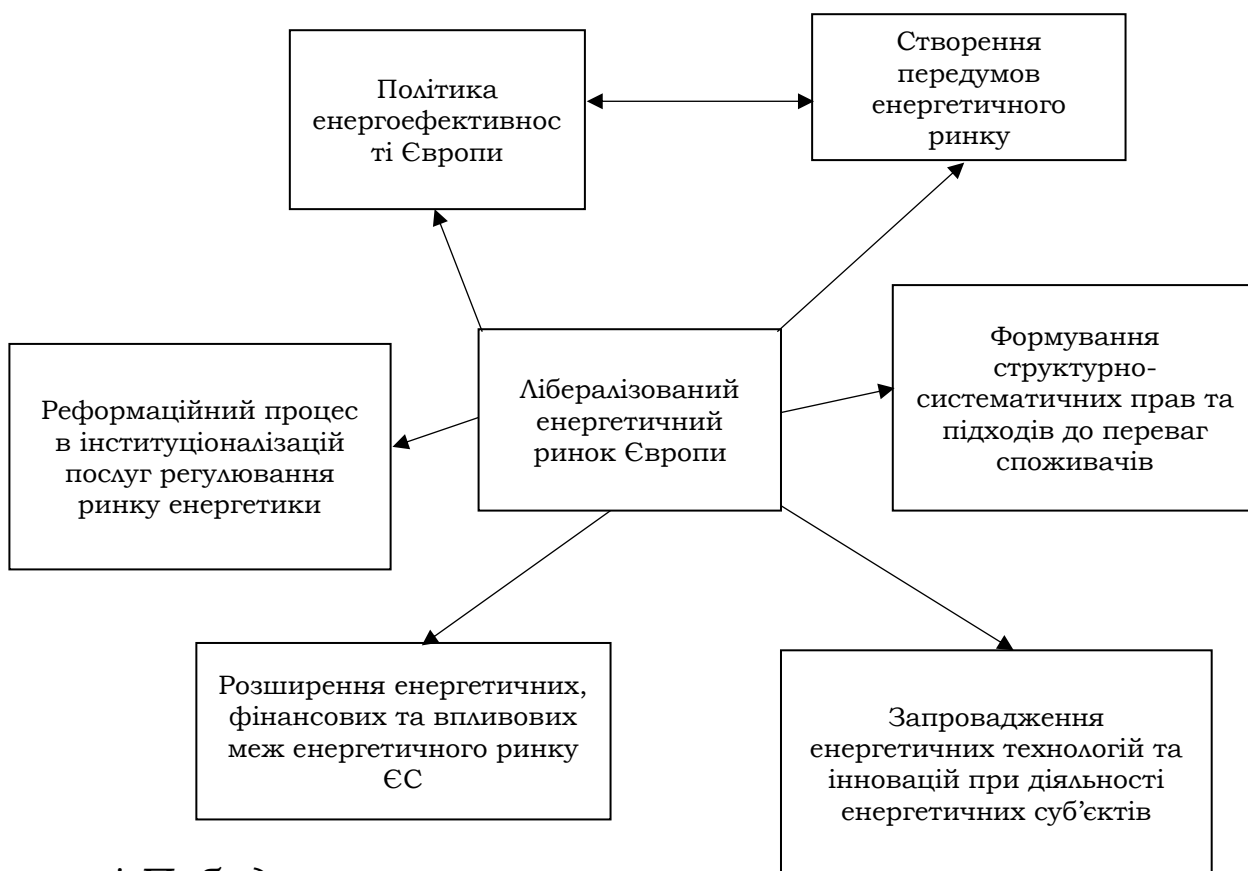 Політика
енергоефективнос
ті Європи
Створення
передумов
енергетичного
ринку
Реформаційний процес
в інституціоналізацій
послуг регулювання
ринку енергетики
Лібералізований
енергетичний
ринок Європи
Формування
структурно-
систематичних прав та
підходів до переваг
споживачів
Розширення енергетичних,
фінансових та впливових
меж енергетичного ринку
ЄС
Запровадження
енергетичних технологій та
інновацій при діяльності
енергетичних суб’єктів